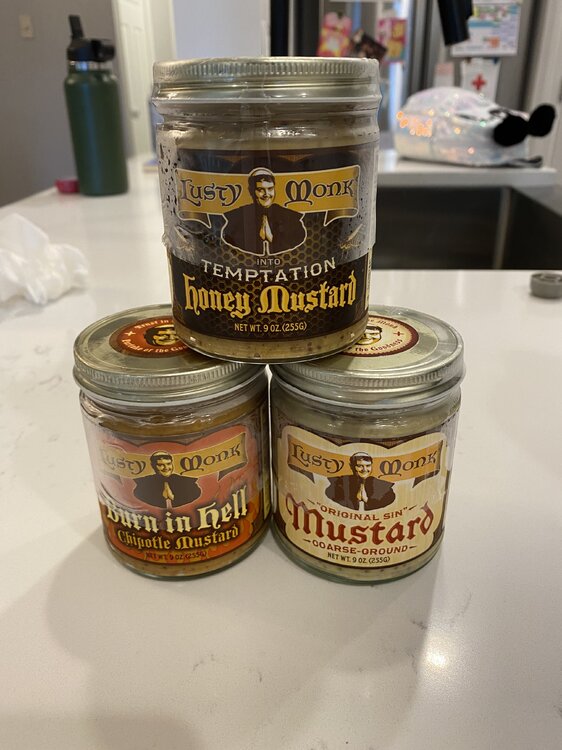 Lusty Monk
INTO
TEMPTATION
Honey Mustard
NET WT. 9 OZ. (255G)
Lusty Monk
Burn in Hell
Chipotle Mustard
NET WT. 9 OZ. (255G)
Lusty Monk
"ORIGINAL SIN"
Mustard
COARSE-GROUND
NET WT. 9 OZ. (255G)